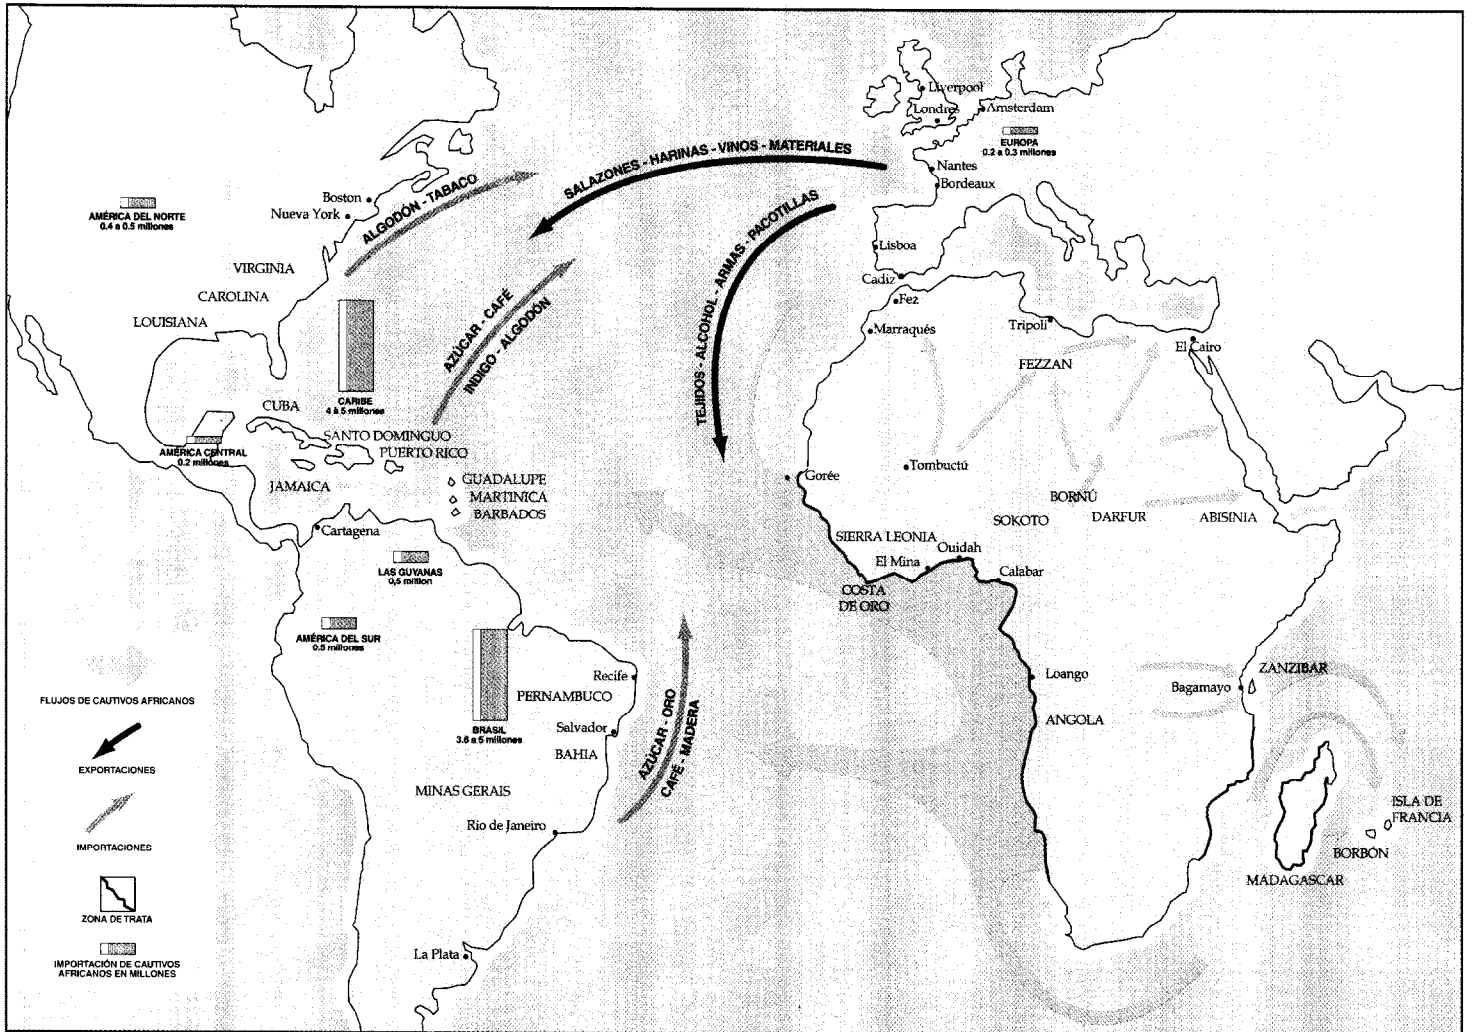 Liverpool
Londres
Amsterdam
EUROPA
0.2 a 0.3 millones
Nantes
Bordeaux
SALAZONES - HARINAS - VINOS - MATERIALES
ALGODÓN - TABACO
Boston
Nueva York
AMÉRICA DEL NORTE
0.4 a 0.5 millones
TEJIDOS - ALCOHOL - ARMAS - PACOTILLAS
Lisboa
Cadiz
Fez
Marraqués
Tripoli
El Cairo
FEZZAN
VIRGINIA
CAROLINA
LOUISIANA
AZÚCAR - CAFÉ
INDIGO - ALGODÓN
CARIBE
4 à 5 millones
CUBA
SANTO DOMINGUO
PUERTO RICO
AMÉRICA CENTRAL
0.2 millones
JAMAICA
GUADALUPE
MARTINICA
BARBADOS
Gorée
Tombuctú
BORNÚ
SOKOTO
DARFUR
ABISINIA
Cartagena
SIERRA LEONIA
Ouidah
El Mina
Calabar
COSTA
DE ORO
LAS GUYANAS
0,5 million
AMÉRICA DEL SUR
0.5 millones
Recife
PERNAMBUCO
BRASIL
3.6 a 5 millones
Salvador
BAHIA
AZÚCAR - ORO
CAFÉ - MADERA
Loango
ANGOLA
Bagamayo
ZANZIBAR
MINAS GERAIS
Rio de Janeiro
ISLA DE
FRANCIA
BORBÓN
MADAGASCAR
La Plata
FLUJOS DE CAUTIVOS AFRICANOS
EXPORTACIONES
IMPORTACIONES
ZONA DE TRATA
IMPORTACIÓN DE CAUTIVOS
AFRICANOS EN MILLONES